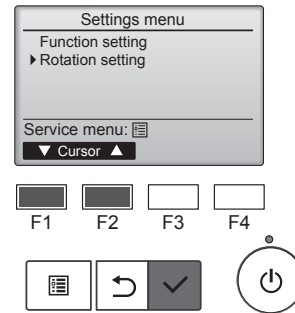 Settings menu
Function setting
Rotation setting
Service menu:
▼ Cursor ▲
F1 F2 F3 F4